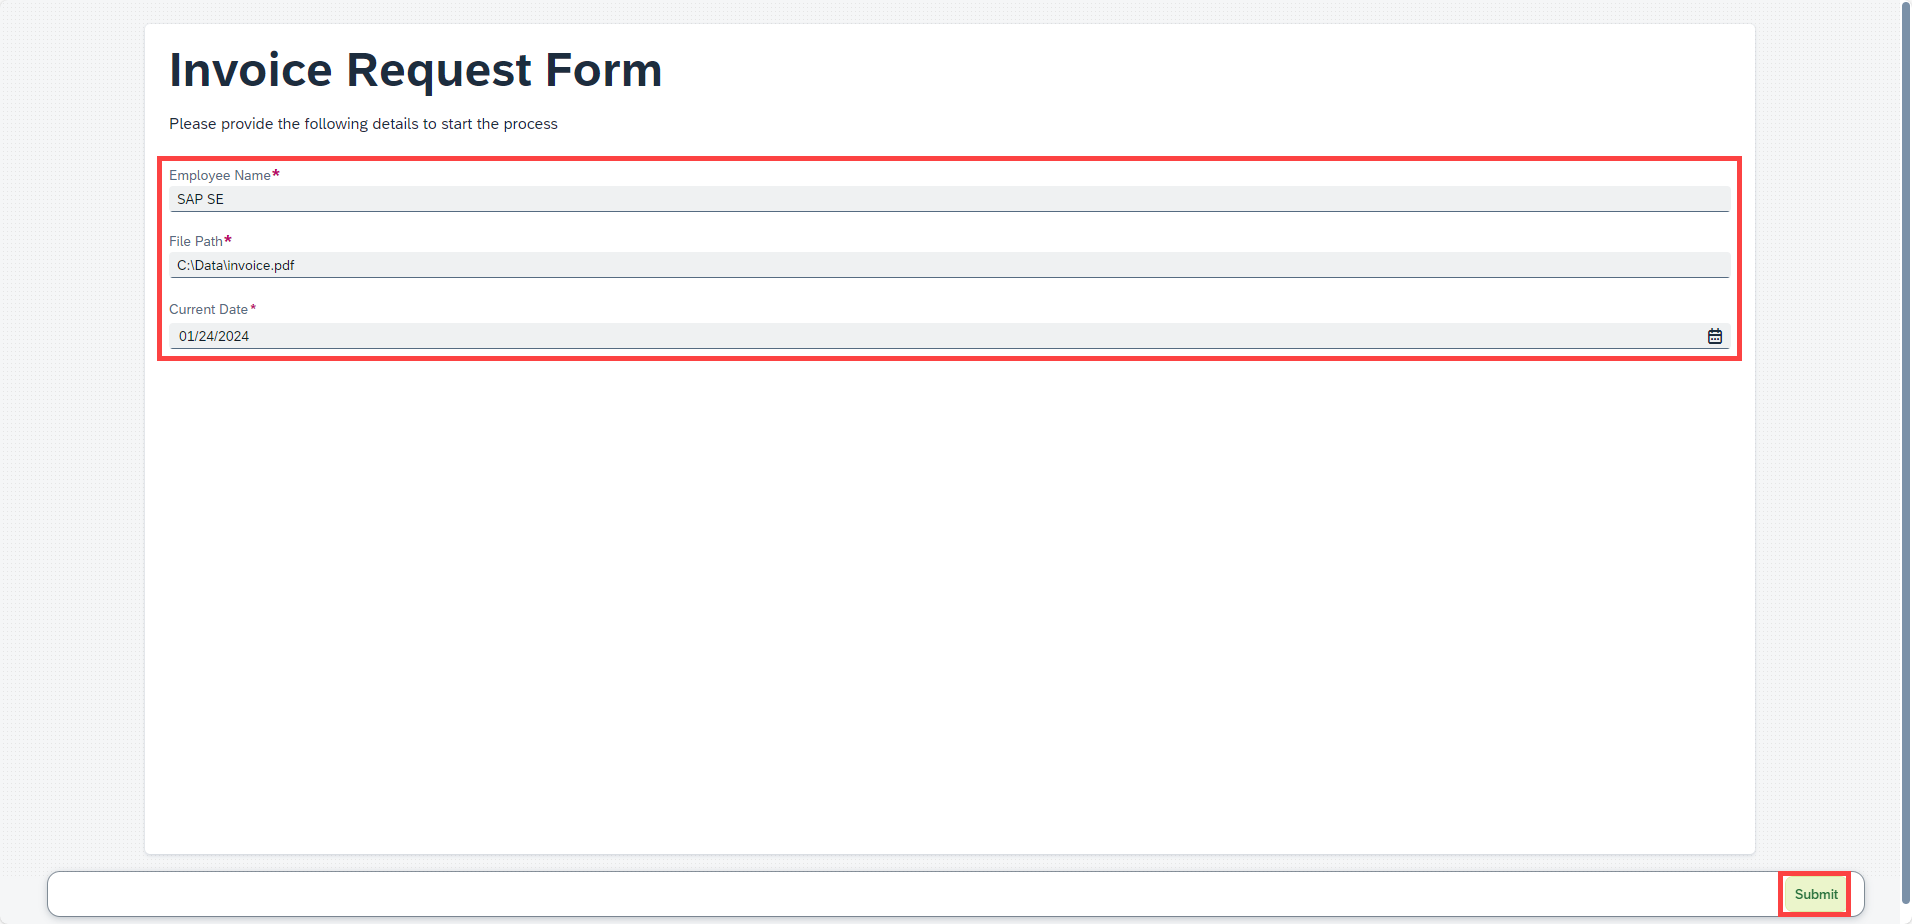 Invoice Request Form
Please provide the following details to start the process
Employee Name*
SAP SE
File Path*
C:\Data\invoice.pdf
Current Date*
01/24/2024
Submit